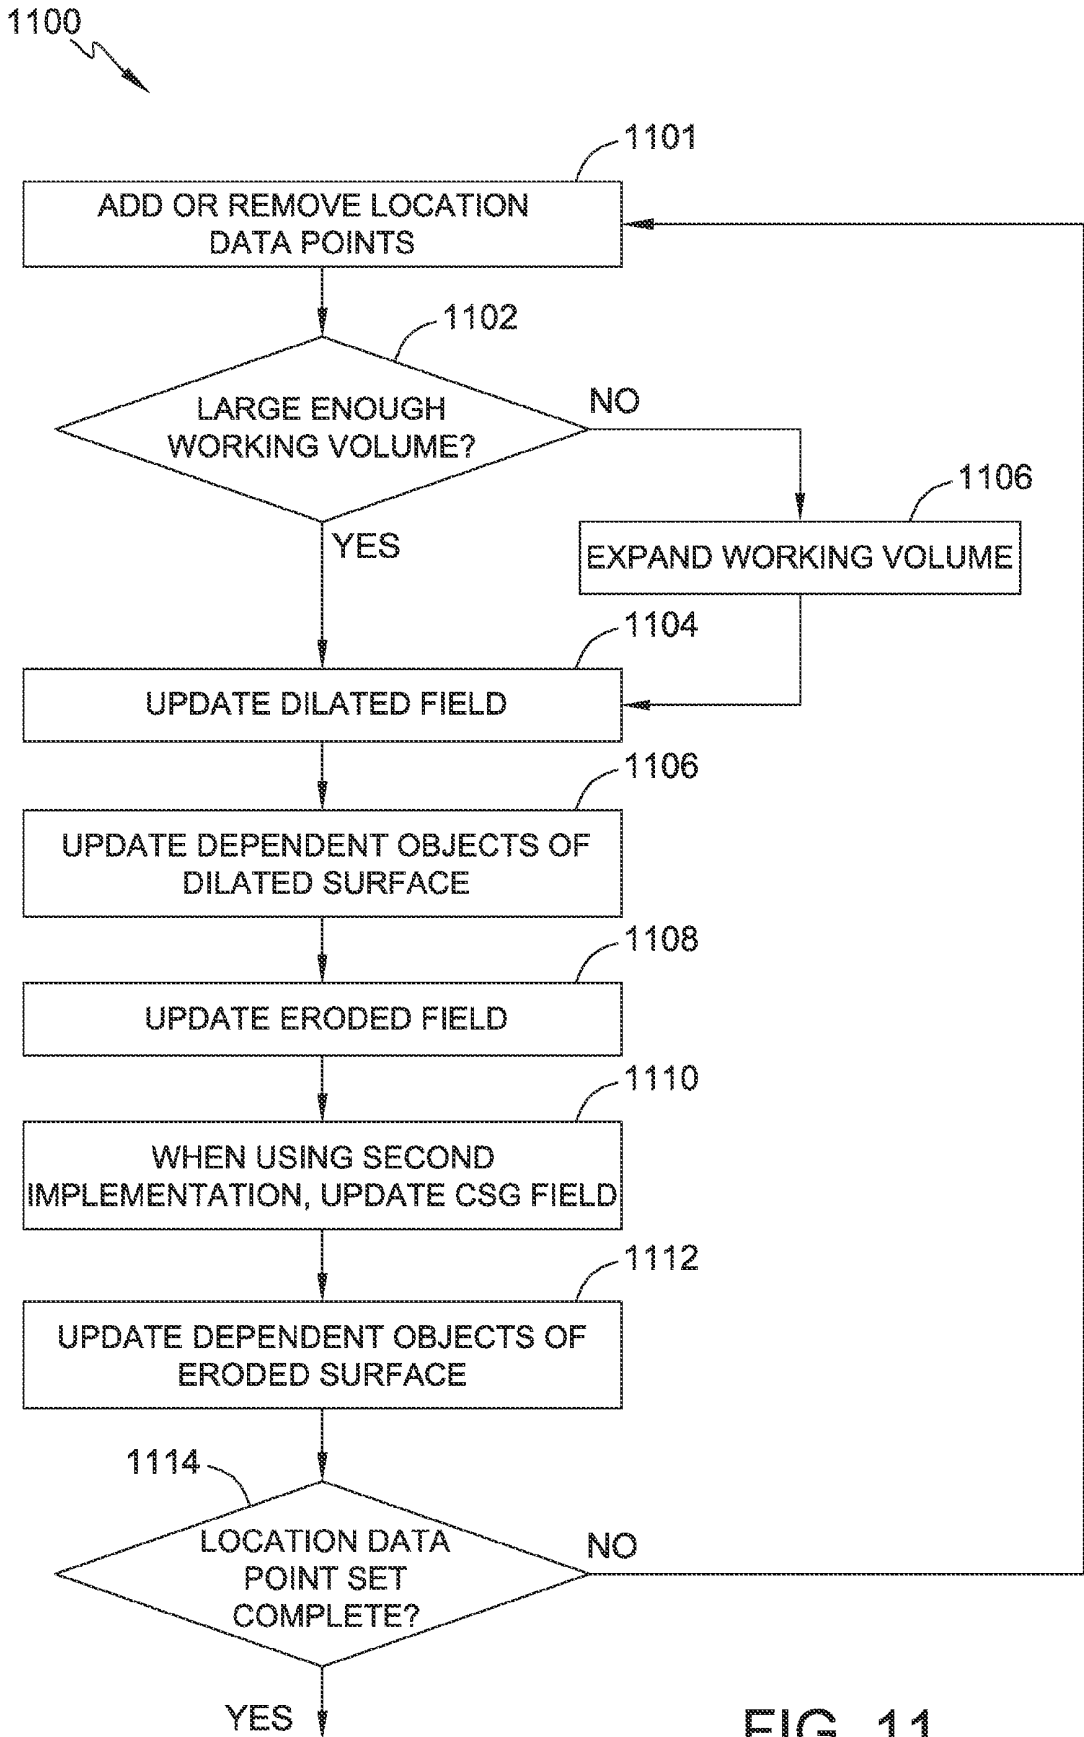 1100
1101
ADD OR REMOVE LOCATION
DATA POINTS
1102
LARGE ENOUGH
WORKING VOLUME?
NO
YES
1106
EXPAND WORKING VOLUME
1104
UPDATE DILATED FIELD
1106
UPDATE DEPENDENT OBJECTS OF
DILATED SURFACE
1108
UPDATE ERODED FIELD
1110
WHEN USING SECOND
IMPLEMENTATION, UPDATE CSG FIELD
1112
UPDATE DEPENDENT OBJECTS OF
ERODED SURFACE
1114
LOCATION DATA
POINT SET
COMPLETE?
NO
YES
FIG. 11